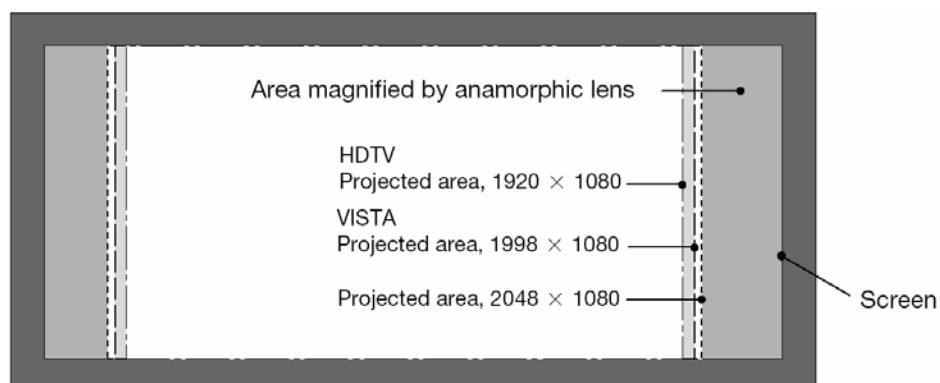 Area magnified by anamorphic lens
HDTV
Projected area, 1920 × 1080
VISTA
Projected area, 1998 × 1080
Projected area, 2048 × 1080
Screen